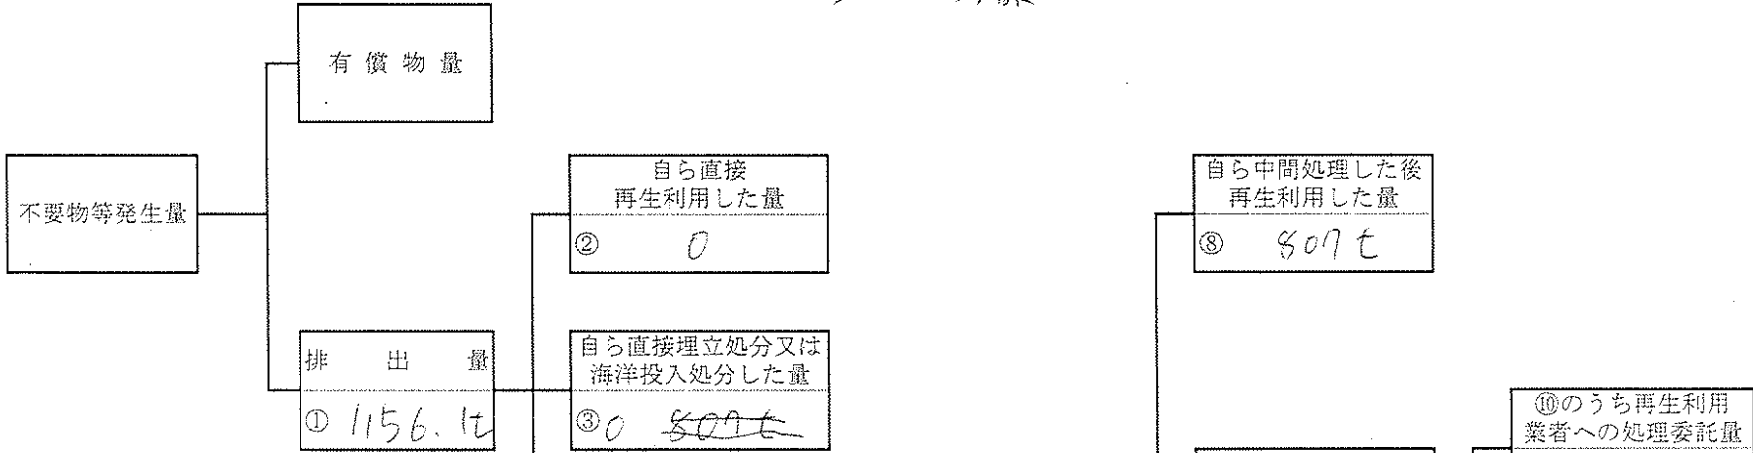 有償物量
不要物等発生量
自ら直接
再生利用した量
② 0
自ら中間処理した後
再生利用した量
⑧ 807t
排出量
① 1156.1t
自ら直接埋立処分又は
海洋投入処分した量
③ 0 807t
⑩のうち再生利用
業者への処理委託量